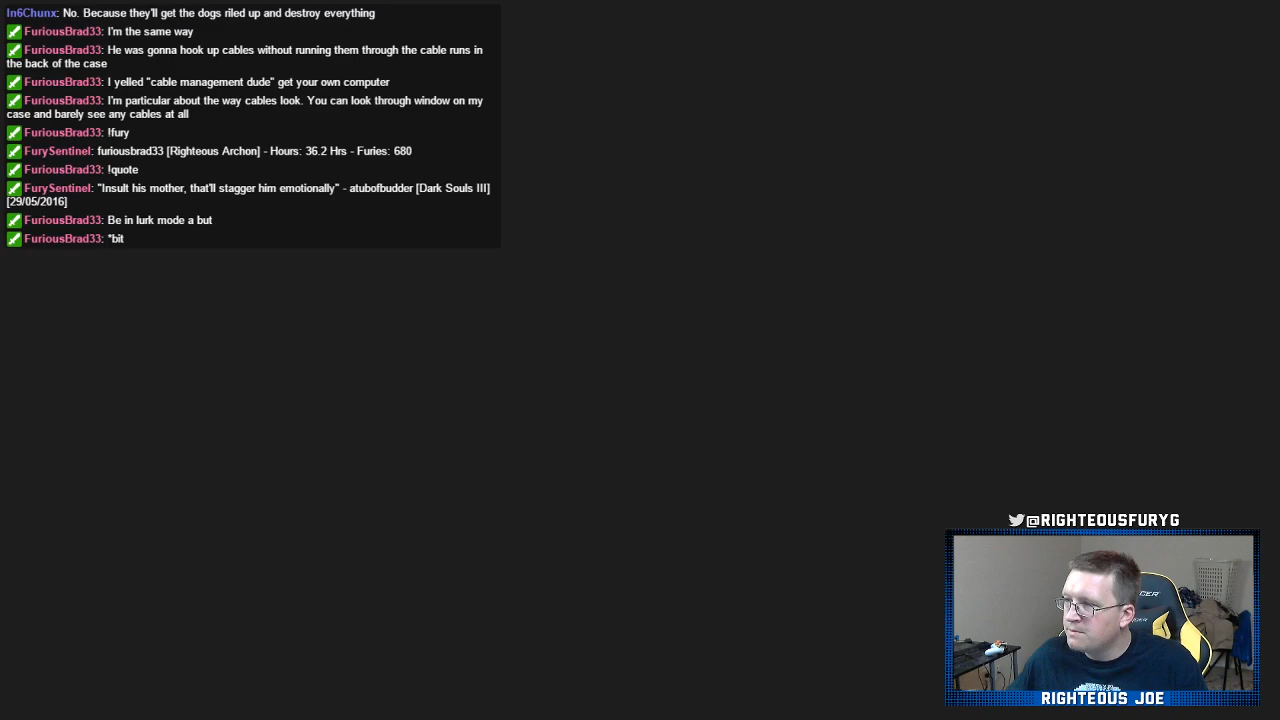 In6Chunx: No. Because they'll get the dogs riled up and destroy everything
FuriousBrad33: I'm the same way
FuriousBrad33: He was gonna hook up cables without running them through the cable runs in
the back of the case
FuriousBrad33: I yelled "cable management dude" get your own computer
FuriousBrad33: I'm particular about the way cables look. You can look through window on my
case and barely see any cables at all
FuriousBrad33: !fury
FurySentinel: furiousbrad33 [Righteous Archon] - Hours: 36.2 Hrs - Furies: 680
FuriousBrad33: !quote
FurySentinel: "Insult his mother, that'll stagger him emotionally" - atubofbudder [Dark Souls III]
[29/05/2016]
FuriousBrad33: Be in lurk mode a but
FuriousBrad33: *bit
@RIGHTEOUSFURYG
RIGHTEOUS JOE